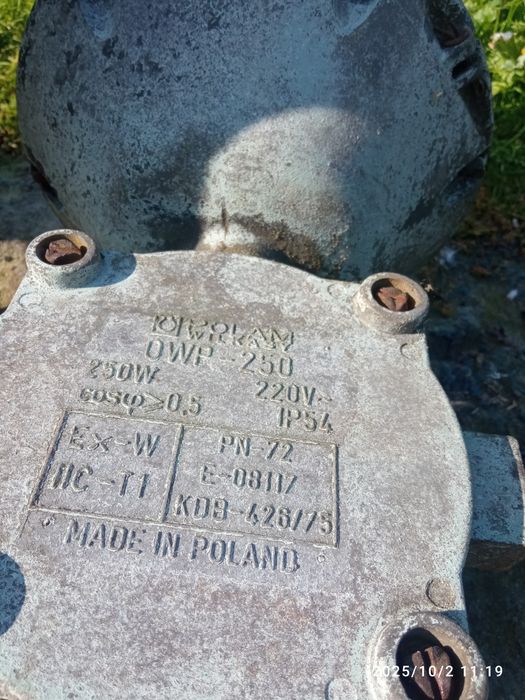 POLAM
OWP-250
250W 220V~
cosφ≥0,5 IP54
Ex-W PN-72
IIC-T1 E-08117
KDB-426/75
MADE IN POLAND
2025/10/2 11:19